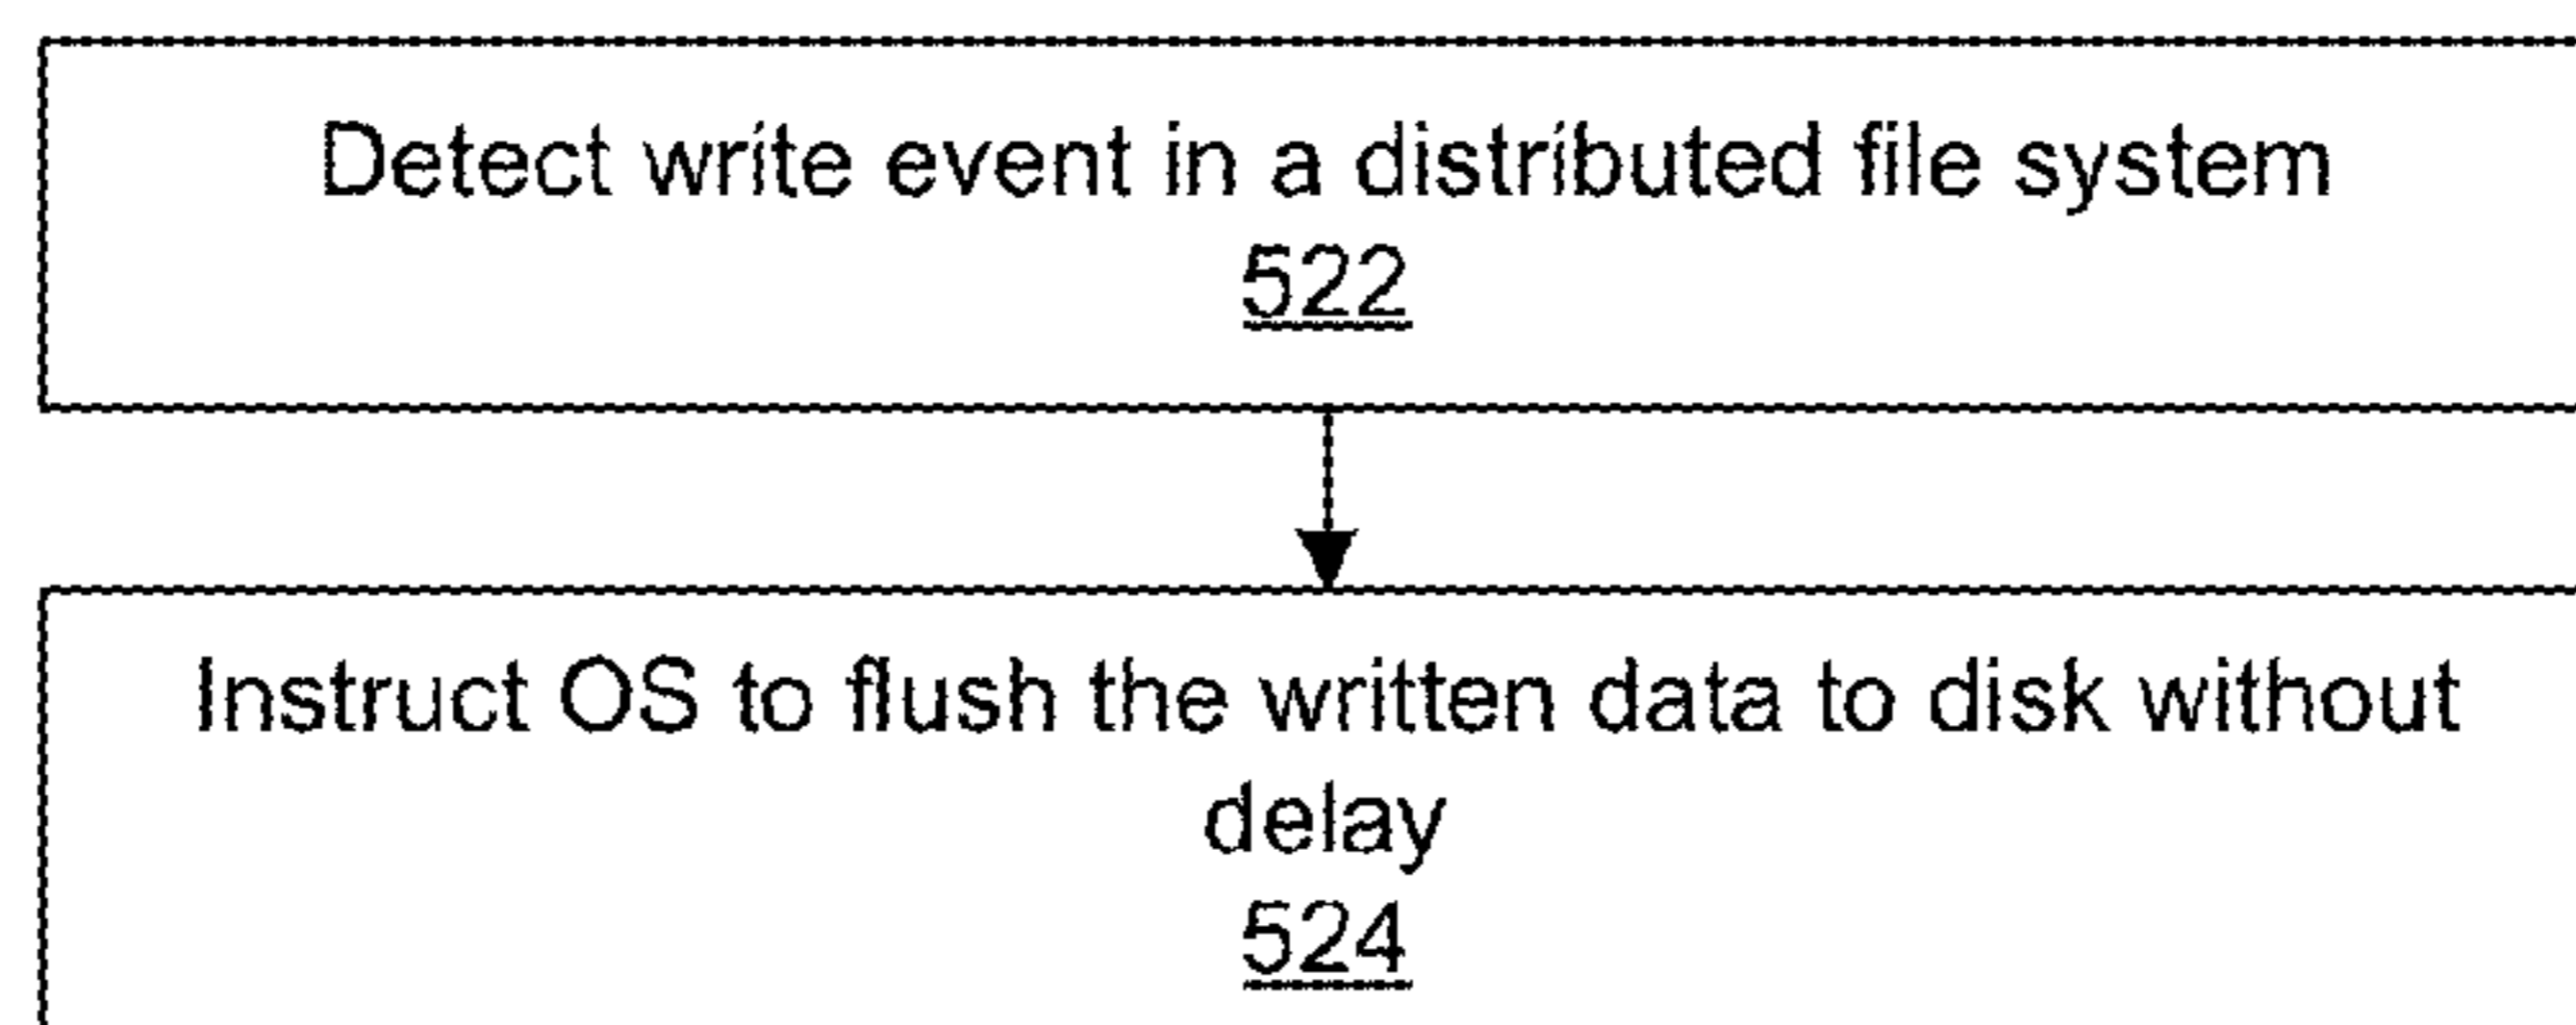 Detect write event in a distributed file system
522
Instruct OS to flush the written data to disk without
delay
524